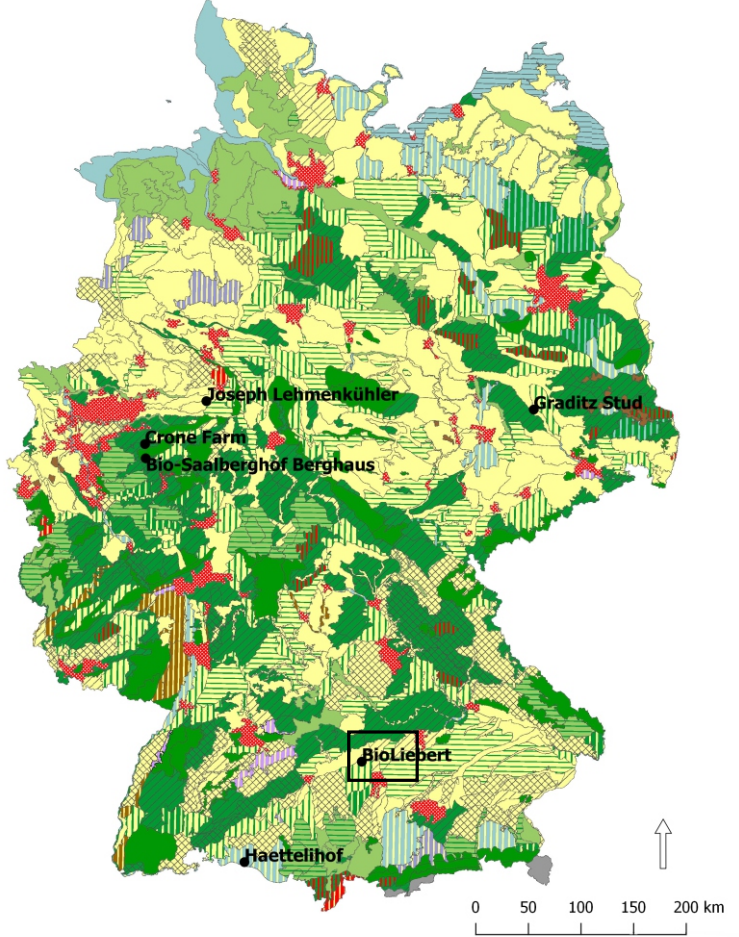 Joseph Lehmenkühler
Graditz Stud
Crone Farm
Bio-Saalberghof Berghaus
BioLiebert
Haettelihof
0 50 100 150 200 km